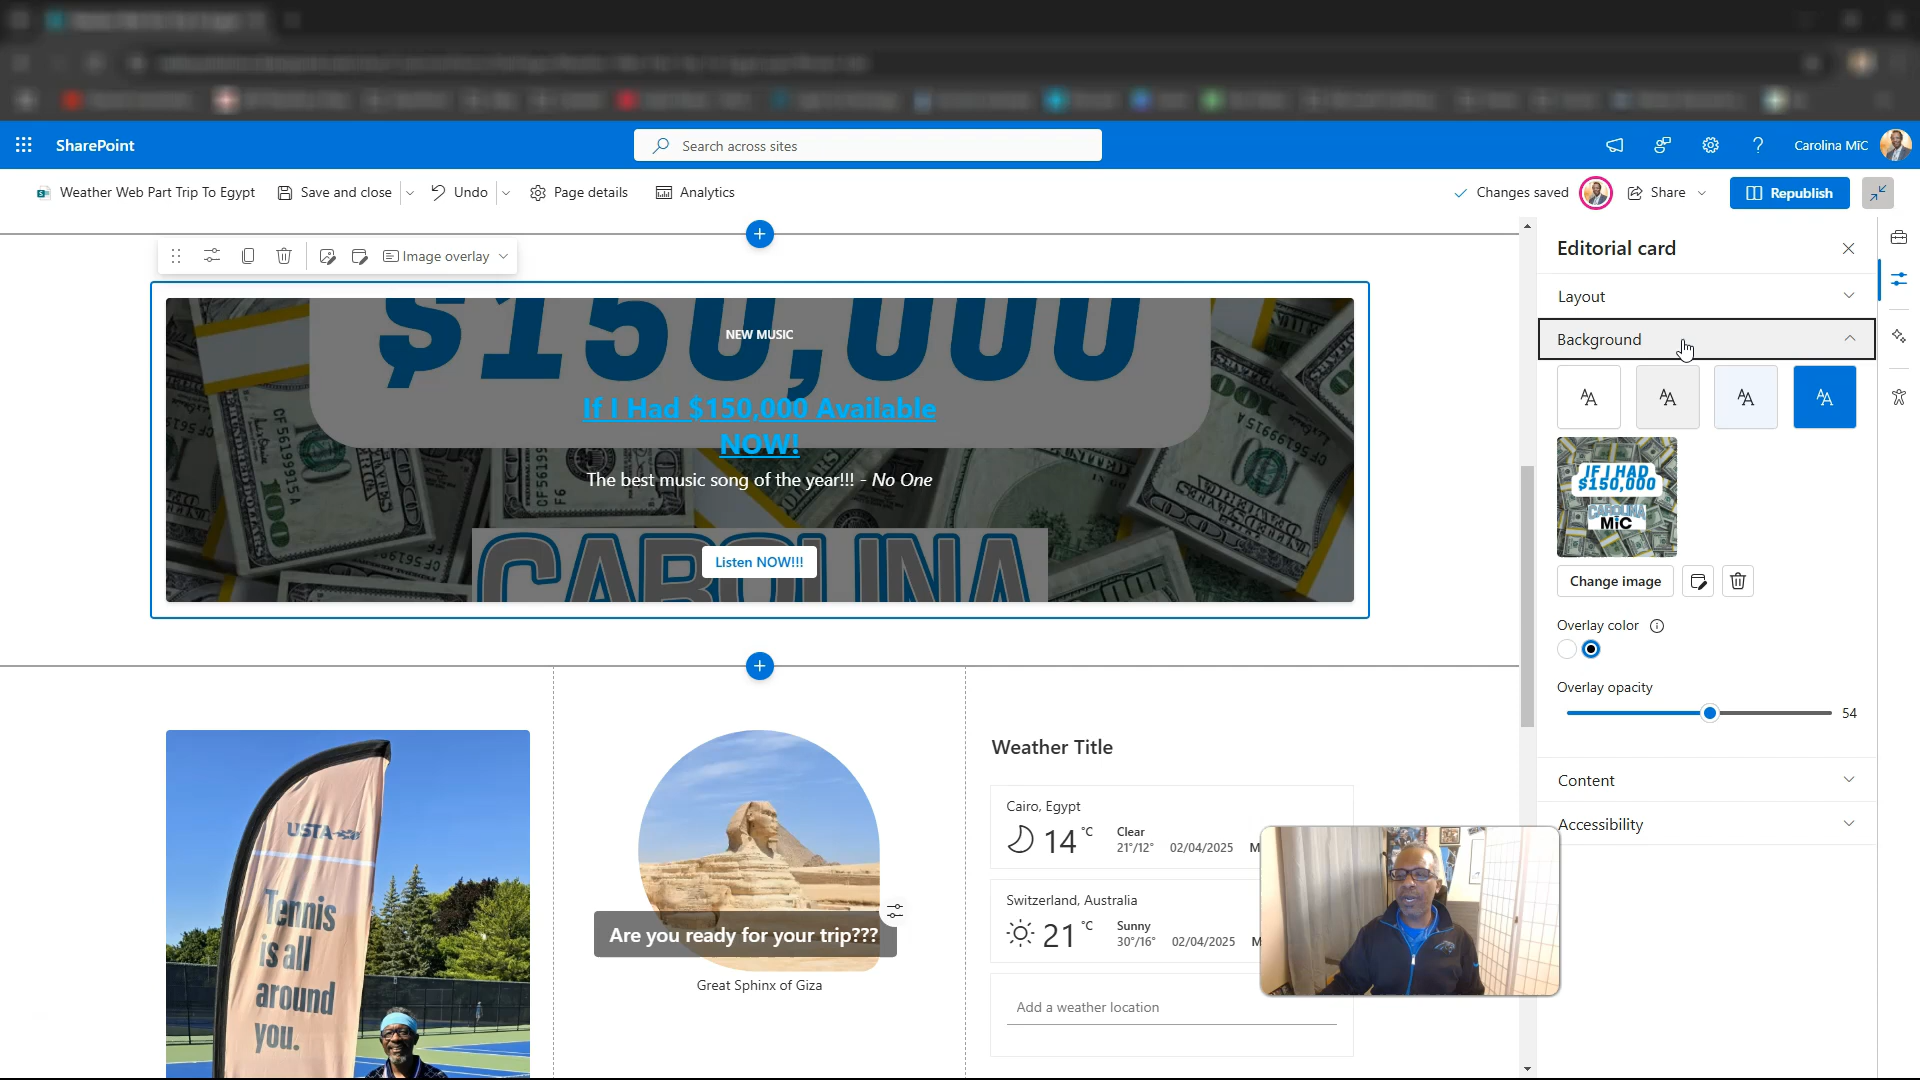 SharePoint
Search across sites
Carolina MiC
Weather Web Part Trip To Egypt
Save and close
Undo
Page details
Analytics
Changes saved
Share
Republish
Image overlay
$150,000
NEW MUSIC
If I Had $150,000 Available
NOW!
The best music song of the year!!! - No One
CAROLINA
Listen NOW!!!
Editorial card
Layout
Background
IF I HAD
$150,000
CAROLINA
MiC
Change image
Overlay color
Overlay opacity
54
Content
Accessibility
USTA
Tennis
is all
around
you.
Are you ready for your trip???
Great Sphinx of Giza
Weather Title
Cairo, Egypt
14 °C
Clear
21°/12° 02/04/2025 M
Switzerland, Australia
21 °C
Sunny
30°/16° 02/04/2025 M
Add a weather location